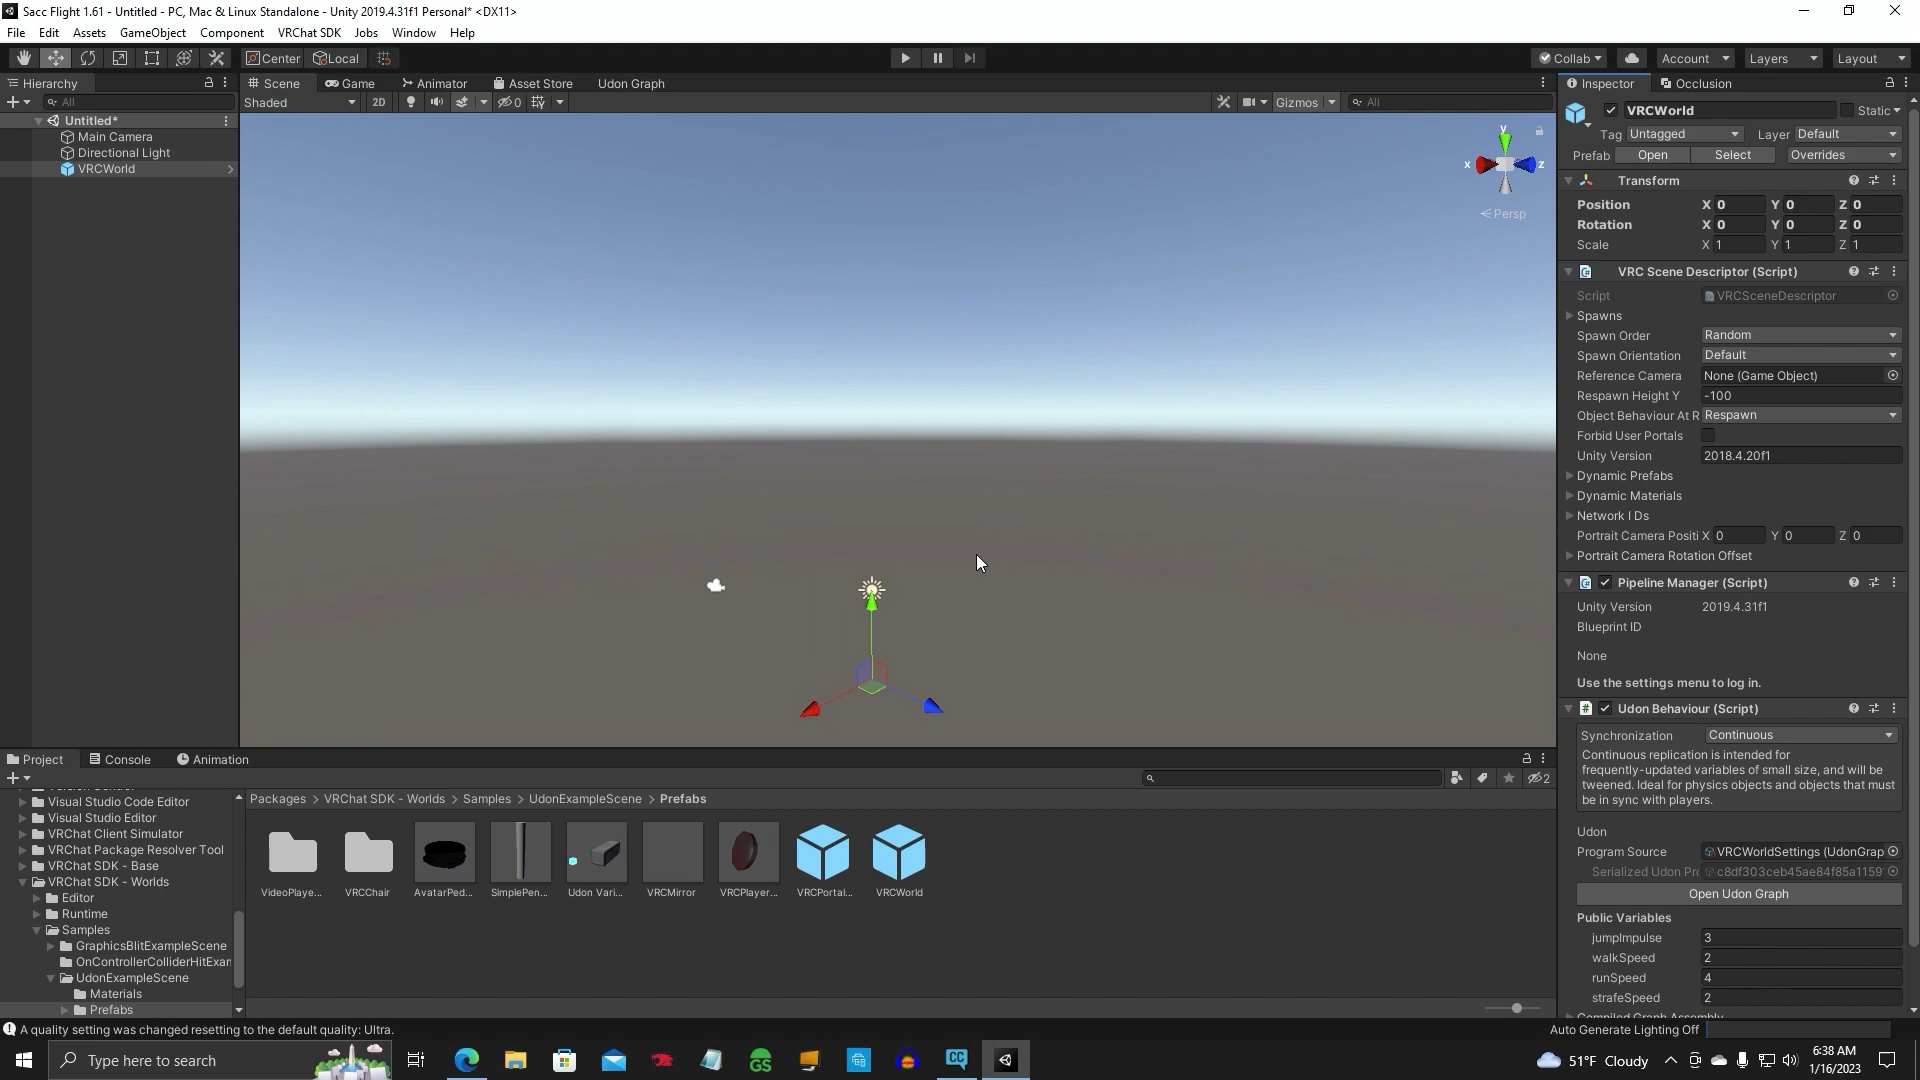 Sacc Flight 1.61 - Untitled - PC, Mac & Linux Standalone - Unity 2019.4.31f1 Personal* <DX11>
File Edit Assets GameObject Component VRChat SDK Jobs Window Help
Center Local Collab Account Layers Layout
Hierarchy Scene Game Animator Asset Store Udon Graph Inspector Occlusion
All Shaded 2D 0 Gizmos All
VRCWorld Static
Untitled*
Main Camera
Directional Light
VRCWorld
y
x z
Persp
Tag Untagged Layer Default
Prefab Open Select Overrides
Transform
Position X 0 Y 0 Z 0
Rotation X 0 Y 0 Z 0
Scale X 1 Y 1 Z 1
VRC Scene Descriptor (Script)
Script VRCSceneDescriptor
Spawns
Spawn Order Random
Spawn Orientation Default
Reference Camera None (Game Object)
Respawn Height Y -100
Object Behaviour At R Respawn
Forbid User Portals
Unity Version 2018.4.20f1
Dynamic Prefabs
Dynamic Materials
Network I Ds
Portrait Camera Positi X 0 Y 0 Z 0
Portrait Camera Rotation Offset
Pipeline Manager (Script)
Unity Version 2019.4.31f1
Blueprint ID
None
Use the settings menu to log in.
# Udon Behaviour (Script)
Synchronization Continuous
Continuous replication is intended for
frequently-updated variables of small size, and will be
tweened. Ideal for physics objects and objects that must
be in sync with players.
Udon
Program Source VRCWorldSettings (UdonGrap
Serialized Udon Pro c8df303ceb45ae84f85a1159
Open Udon Graph
Public Variables
jumpImpulse 3
walkSpeed 2
runSpeed 4
strafeSpeed 2
Compiled Graph Assembly
Project Console Animation
2
Packages > VRChat SDK - Worlds > Samples > UdonExampleScene > Prefabs
Version Control
Visual Studio Code Editor
Visual Studio Editor
VRChat Client Simulator
VRChat Package Resolver Tool
VRChat SDK - Base
VRChat SDK - Worlds
Editor
Runtime
Samples
GraphicsBlitExampleScene
OnControllerColliderHitExam
UdonExampleScene
Materials
Prefabs
VideoPlaye... VRCChair AvatarPed... SimplePen... Udon Vari... VRCMirror VRCPlayer... VRCPortal... VRCWorld
A quality setting was changed resetting to the default quality: Ultra.
Auto Generate Lighting Off
Type here to search
GS
CC
51°F Cloudy
6:38 AM
1/16/2023